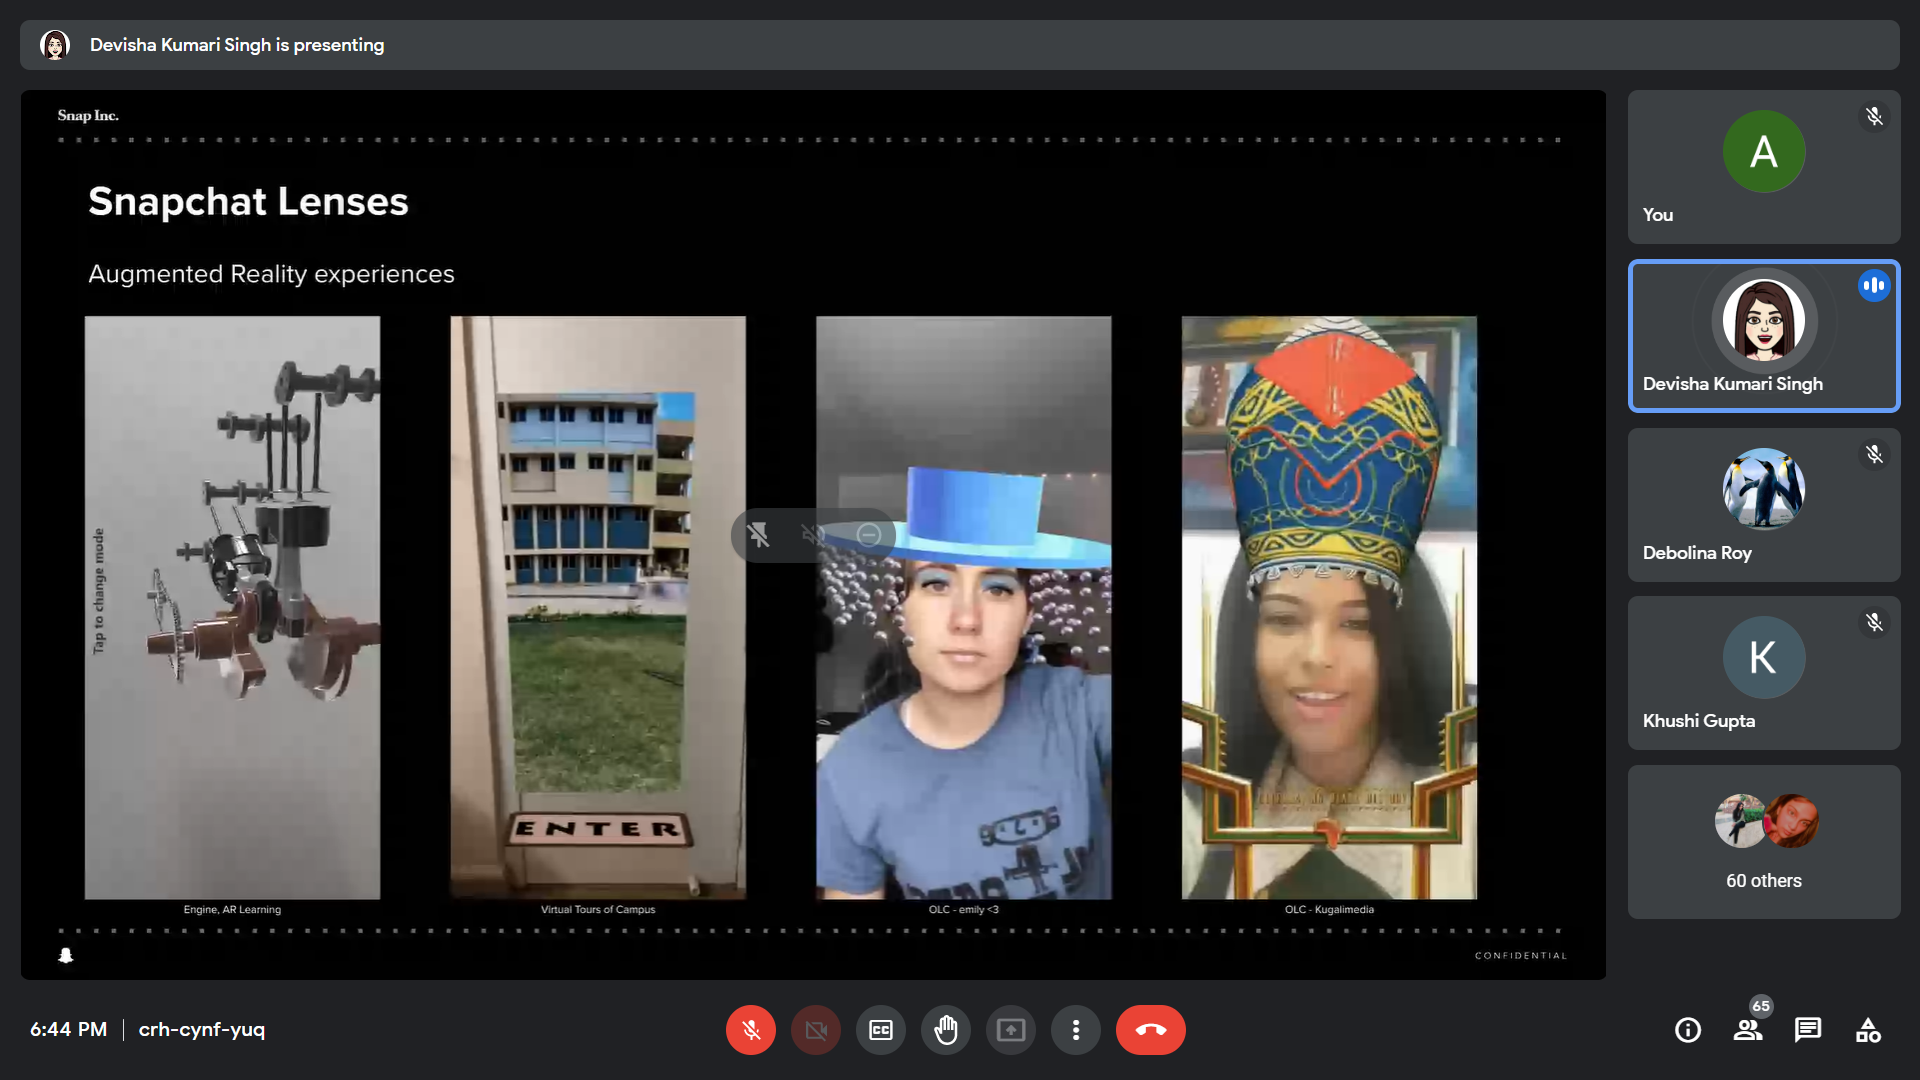 Devisha Kumari Singh is presenting
Snap Inc.
Snapchat Lenses
Augmented Reality experiences
Tap to change mode
ENTER
Engine, AR Learning
Virtual Tours of Campus
OLC - emily <3
OLC - Kugalimedia
CONFIDENTIAL
A
You
Devisha Kumari Singh
Debolina Roy
K
Khushi Gupta
60 others
6:44 PM
crh-cynf-yuq
CC
65